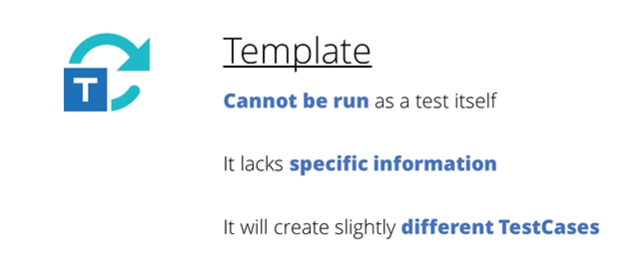 T
Template
Cannot be run as a test itself
It lacks specific information
It will create slightly different TestCases